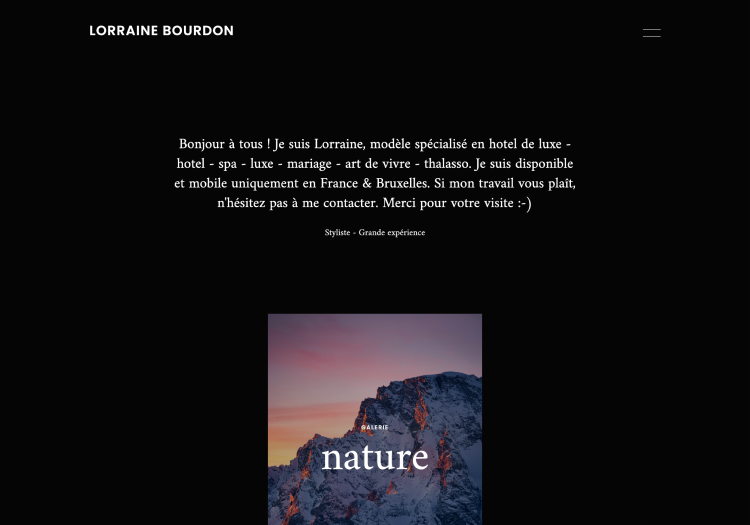 LORRAINE BOURDON
Bonjour à tous ! Je suis Lorraine, modèle spécialisé en hotel de luxe -
hotel - spa - luxe - mariage - art de vivre - thalasso. Je suis disponible
et mobile uniquement en France & Bruxelles. Si mon travail vous plaît,
n'hésitez pas à me contacter. Merci pour votre visite :-)
Styliste - Grande expérience
GALERIE
nature